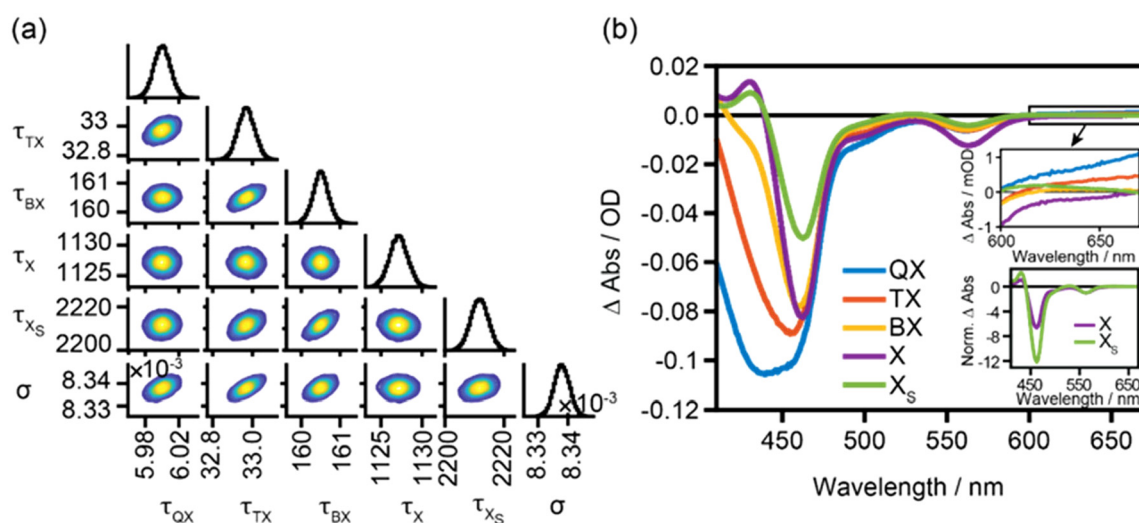 (a)
τTX
33
32.8
τBX
161
160
τX
1130
1125
τXS
2220
2200
σ
×10-3
8.34
8.33
5.98
6.02
32.8
33.0
160
161
1125
1130
2200
2220
8.33
8.34
×10-3
τQX
τTX
τBX
τX
τXS
σ
(b)
0.02
0.0
-0.02
-0.04
-0.06
-0.08
-0.10
-0.12
Δ Abs / OD
450
500
550
600
650
Wavelength / nm
QX
TX
BX
X
XS
Δ Abs / mOD
1
0
-1
600
650
Wavelength / nm
Norm. Δ Abs
0
-4
-8
-12
X
XS
450
550
650
Wavelength / nm